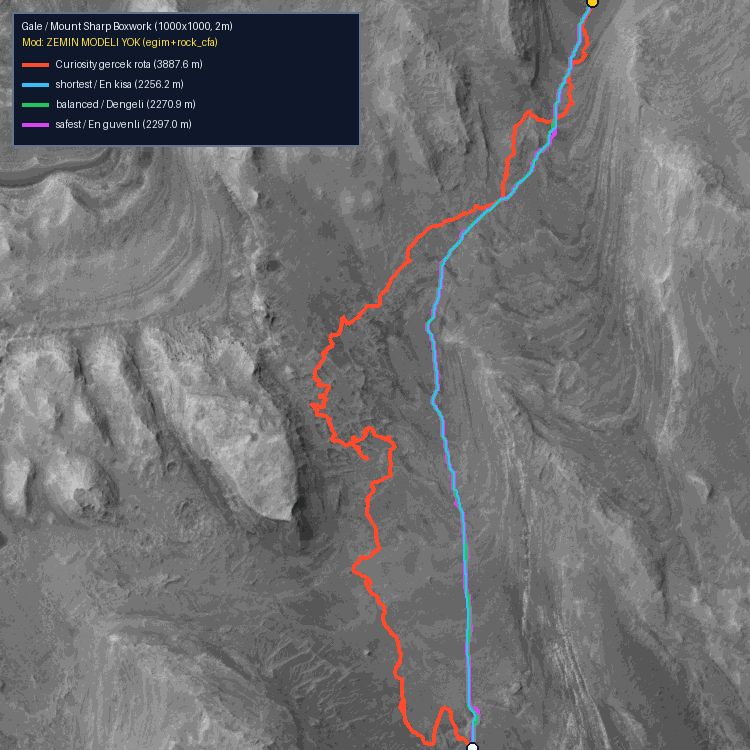 Gale / Mount Sharp Boxwork (1000x1000, 2m)
Mod: ZEMIN MODELI YOK (egim+rock_cfa)
Curiosity gercek rota (3887.6 m)
shortest / En kisa (2256.2 m)
balanced / Dengeli (2270.9 m)
safest / En guvenli (2297.0 m)